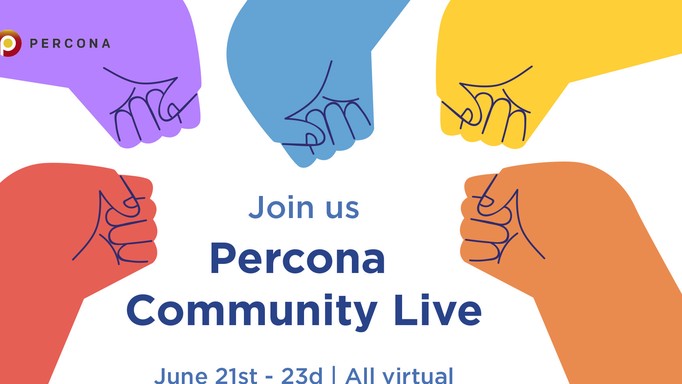 PERCONA
Join us
Percona
Community Live
June 21st - 23d | All virtual